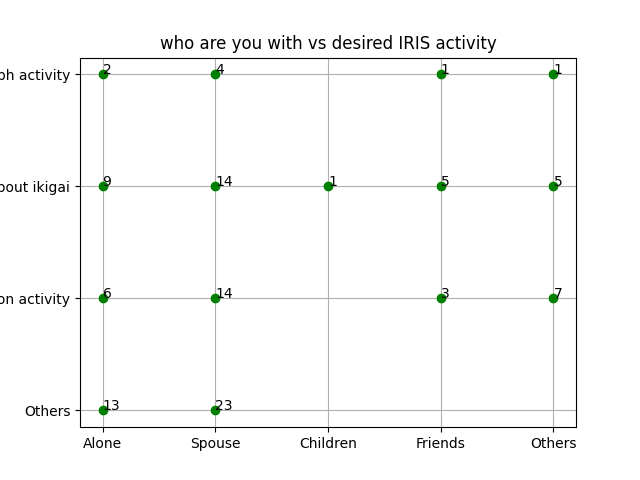 who are you with vs desired IRIS activity
ph activity
2 4 1 1
bout ikigai
9 14 1 5 5
on activity
6 14 3 7
Others
13 23
Alone Spouse Children Friends Others